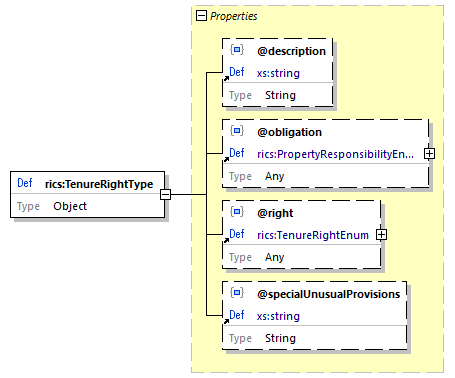 Properties
@description
Def xs:string
Type String
@obligation
Def rics:PropertyResponsibilityEn...
Type Any
Def rics:TenureRightType
Type Object
@right
Def rics:TenureRightEnum
Type Any
@specialUnusualProvisions
Def xs:string
Type String